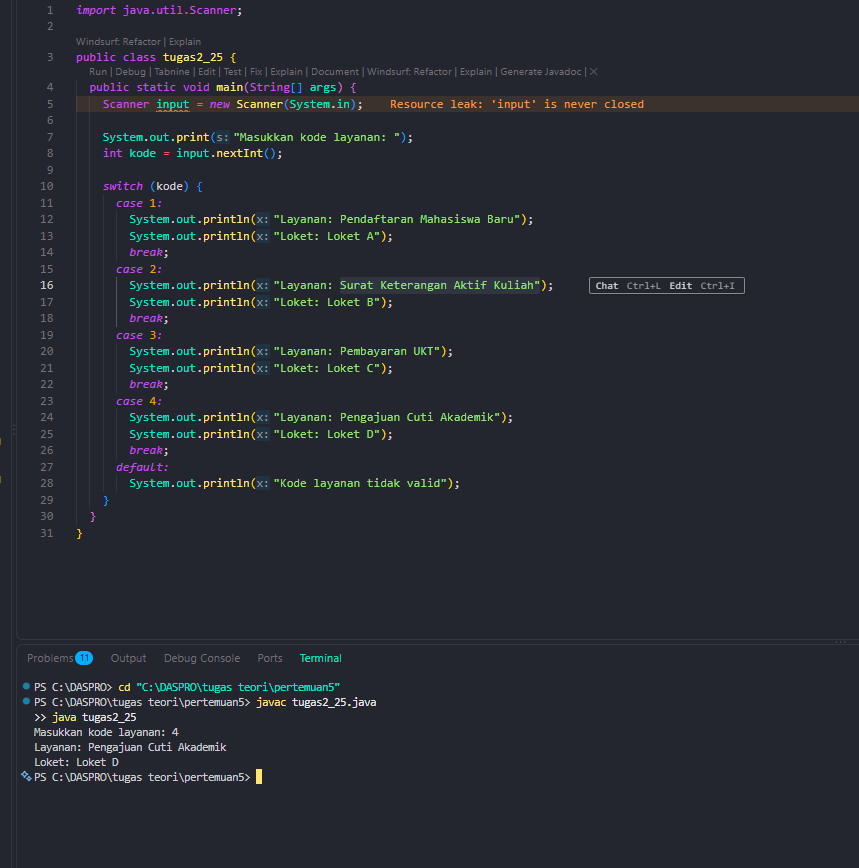 1 import java.util.Scanner;
2
Windsurf: Refactor | Explain
3 public class tugas2_25 {
Run | Debug | Tabnine | Edit | Test | Fix | Explain | Document | Windsurf: Refactor | Explain | Generate Javadoc | ✕
4 public static void main(String[] args) {
5 Scanner input = new Scanner(System.in); Resource leak: 'input' is never closed
6
7 System.out.print(s: "Masukkan kode layanan: ");
8 int kode = input.nextInt();
9
10 switch (kode) {
11 case 1:
12 System.out.println(x: "Layanan: Pendaftaran Mahasiswa Baru");
13 System.out.println(x: "Loket: Loket A");
14 break;
15 case 2:
16 System.out.println(x: "Layanan: Surat Keterangan Aktif Kuliah"); Chat Ctrl+L Edit Ctrl+I
17 System.out.println(x: "Loket: Loket B");
18 break;
19 case 3:
20 System.out.println(x: "Layanan: Pembayaran UKT");
21 System.out.println(x: "Loket: Loket C");
22 break;
23 case 4:
24 System.out.println(x: "Layanan: Pengajuan Cuti Akademik");
25 System.out.println(x: "Loket: Loket D");
26 break;
27 default:
28 System.out.println(x: "Kode layanan tidak valid");
29 }
30 }
31 }
Problems 11 Output Debug Console Ports Terminal
PS C:\DASPRO> cd "C:\DASPRO\tugas teori\pertemuan5"
PS C:\DASPRO\tugas teori\pertemuan5> javac tugas2_25.java
>> java tugas2_25
Masukkan kode layanan: 4
Layanan: Pengajuan Cuti Akademik
Loket: Loket D
PS C:\DASPRO\tugas teori\pertemuan5>